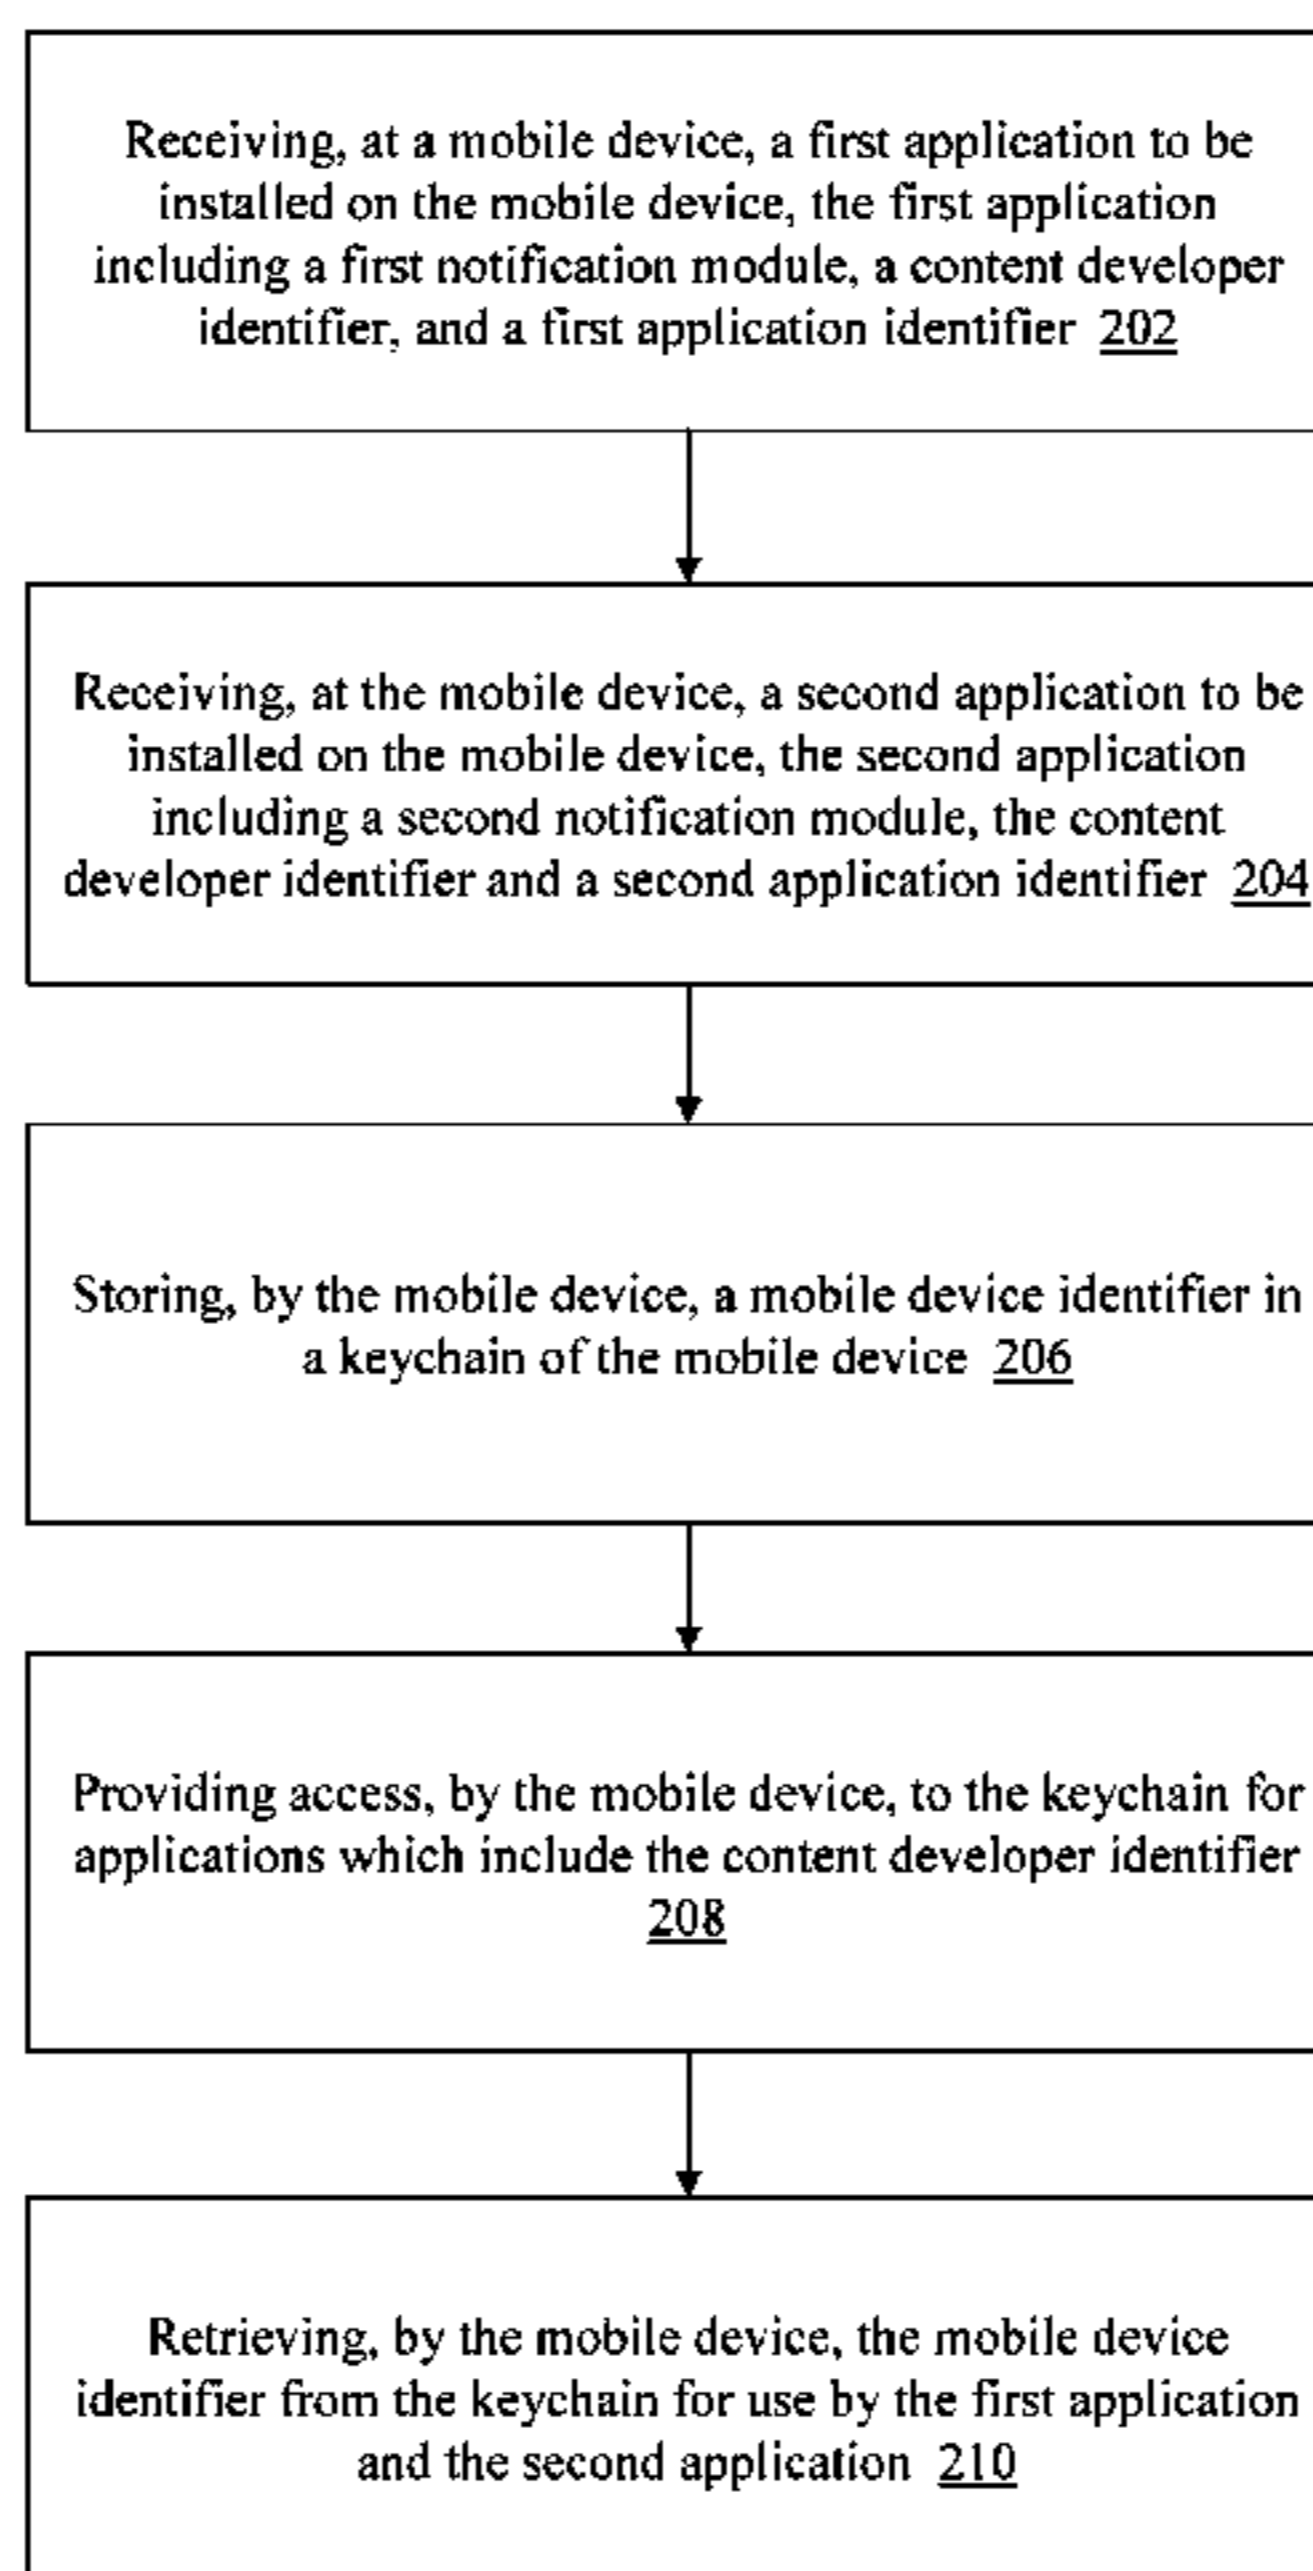 Receiving, at a mobile device, a first application to be
installed on the mobile device, the first application
including a first notification module, a content developer
identifier, and a first application identifier 202
Receiving, at the mobile device, a second application to be
installed on the mobile device, the second application
including a second notification module, the content
developer identifier and a second application identifier 204
Storing, by the mobile device, a mobile device identifier in
a keychain of the mobile device 206
Providing access, by the mobile device, to the keychain for
applications which include the content developer identifier
208
Retrieving, by the mobile device, the mobile device
identifier from the keychain for use by the first application
and the second application 210